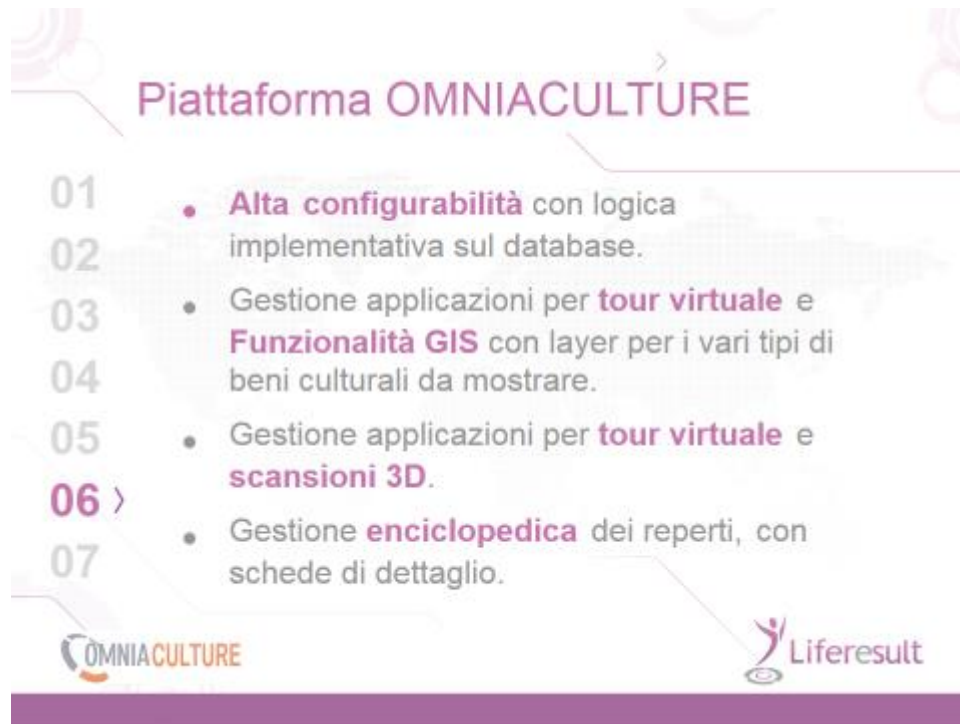 Piattaforma OMNIACULTURE
01
02
03
04
05
06
07
• Alta configurabilità con logica
implementativa sul database.
• Gestione applicazioni per tour virtuale e
Funzionalità GIS con layer per i vari tipi di
beni culturali da mostrare.
• Gestione applicazioni per tour virtuale e
scansioni 3D.
• Gestione enciclopedica dei reperti, con
schede di dettaglio.
OMNIACULTURE
Liferesult